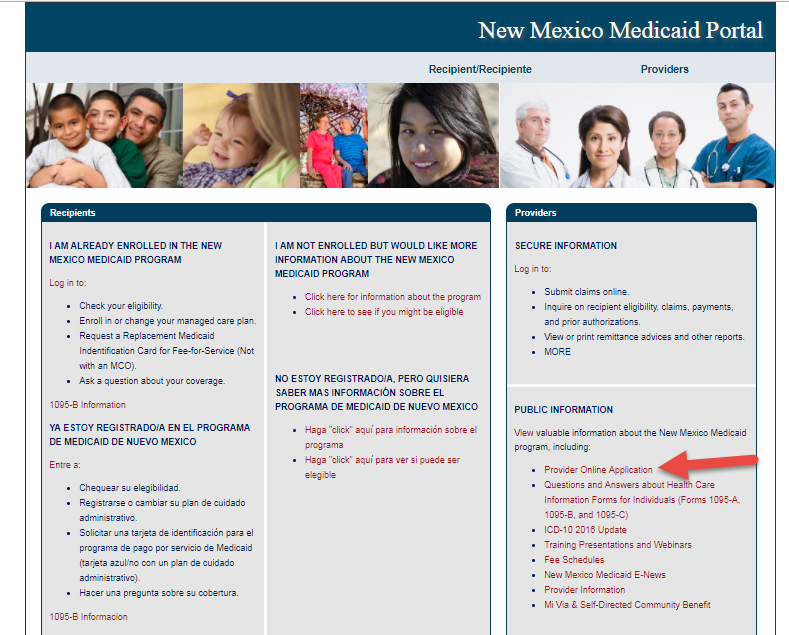 New Mexico Medicaid Portal
Recipient/Recipiente
Providers
Recipients
I AM ALREADY ENROLLED IN THE NEW
MEXICO MEDICAID PROGRAM
Log in to:
Check your eligibility.
Enroll in or change your managed care plan.
Request a Replacement Medicaid
Indentification Card for Fee-for-Service (Not
with an MCO).
Ask a question about your coverage.
1095-B Information
YA ESTOY REGISTRADO/A EN EL PROGRAMA
DE MEDICAID DE NUEVO MEXICO
Entre a:
Chequear su elegibilidad.
Registrarse o cambiar su plan de cuidado
administrativo.
Solicitar una tarjeta de identificación para el
programa de pago por servicio de Medicaid
(tarjeta azul/no con un plan de cuidado
administrativo).
Hacer una pregunta sobre su cobertura.
1095-B Informacion
I AM NOT ENROLLED BUT WOULD LIKE MORE
INFORMATION ABOUT THE NEW MEXICO
MEDICAID PROGRAM
Click here for information about the program
Click here to see if you might be eligible
NO ESTOY REGISTRADO/A, PERO QUISIERA
SABER MAS INFORMACIÓN SOBRE EL
PROGRAMA DE MEDICAID DE NUEVO MEXICO
Haga "click" aquí para información sobre el
programa
Haga "click" aquí para ver si puede ser
elegible
Providers
SECURE INFORMATION
Log in to:
Submit claims online.
Inquire on recipient eligibility, claims, payments,
and prior authorizations.
View or print remittance advices and other reports.
MORE
PUBLIC INFORMATION
View valuable information about the New Mexico Medicaid
program, including:
Provider Online Application
Questions and Answers about Health Care
Information Forms for Individuals (Forms 1095-A,
1095-B, and 1095-C)
ICD-10 2016 Update
Training Presentations and Webinars
Fee Schedules
New Mexico Medicaid E-News
Provider Information
Mi Via & Self-Directed Community Benefit